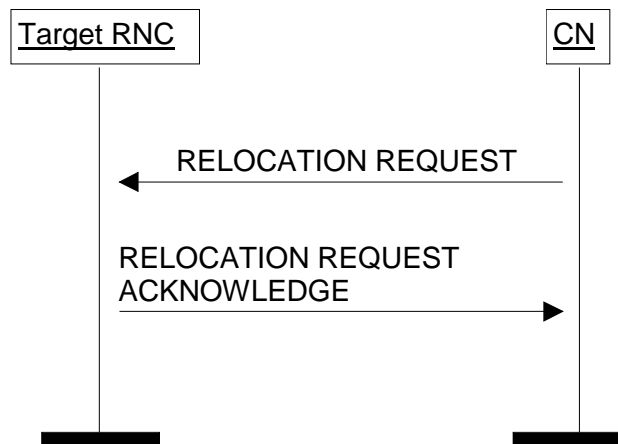 Target RNC
CN
RELOCATION REQUEST
RELOCATION REQUEST
ACKNOWLEDGE